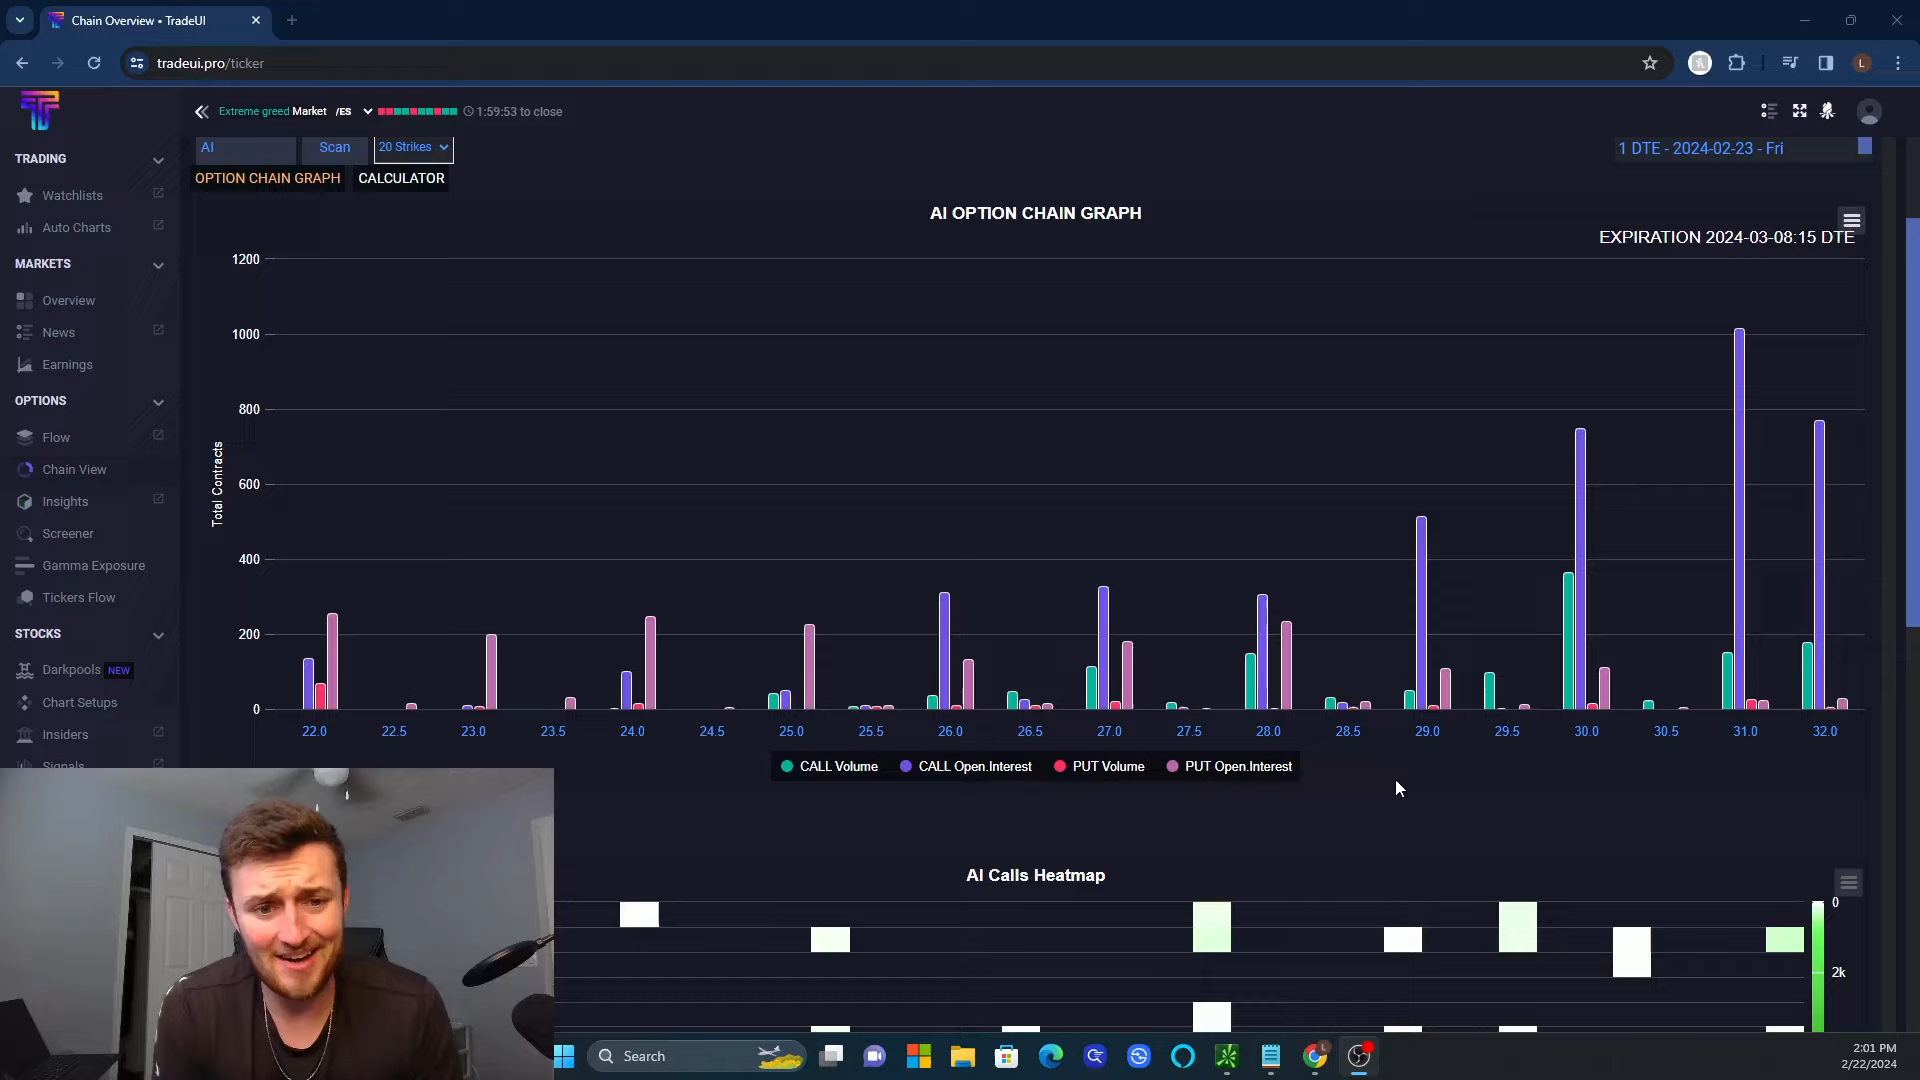 Chain Overview • TradeUI
tradeui.pro/ticker
L
Extreme greed Market /ES 1:59:53 to close
AI Scan 20 Strikes 1 DTE - 2024-02-23 - Fri
OPTION CHAIN GRAPH CALCULATOR
TRADING
Watchlists
Auto Charts
MARKETS
Overview
News
Earnings
OPTIONS
Flow
Chain View
Insights
Screener
Gamma Exposure
Tickers Flow
STOCKS
Darkpools NEW
Chart Setups
Insiders
Signals
AI OPTION CHAIN GRAPH
EXPIRATION 2024-03-08:15 DTE
Total Contracts
1200
1000
800
600
400
200
0
22.0 22.5 23.0 23.5 24.0 24.5 25.0 25.5 26.0 26.5 27.0 27.5 28.0 28.5 29.0 29.5 30.0 30.5 31.0 32.0
CALL Volume CALL Open.Interest PUT Volume PUT Open.Interest
AI Calls Heatmap
0
2k
Search
2:01 PM
2/22/2024